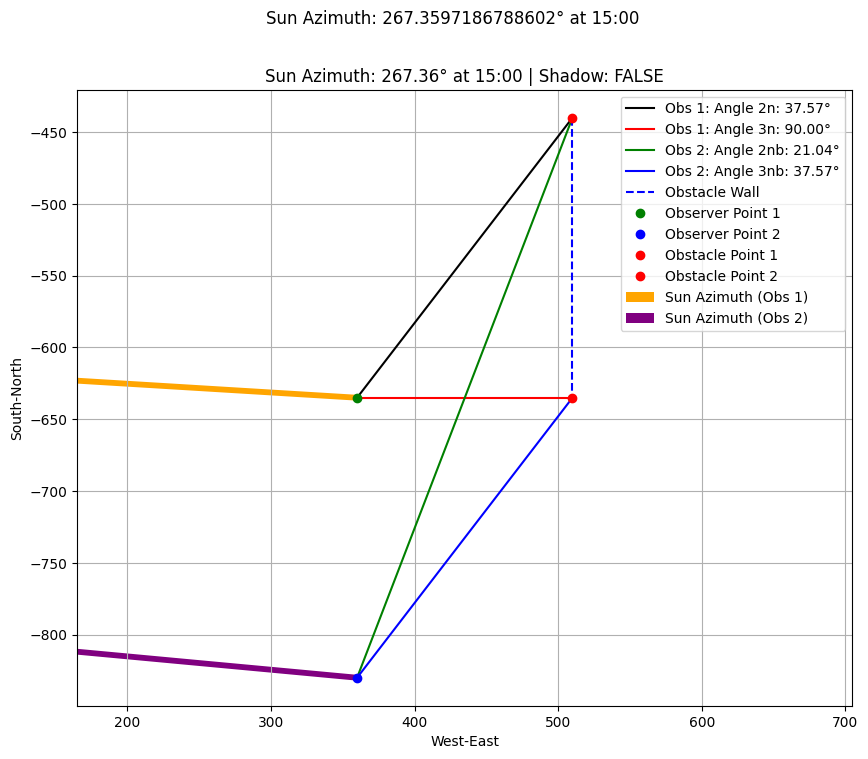 Sun Azimuth: 267.3597186788602° at 15:00
Sun Azimuth: 267.36° at 15:00 | Shadow: FALSE
Obs 1: Angle 2n: 37.57°
Obs 1: Angle 3n: 90.00°
Obs 2: Angle 2nb: 21.04°
Obs 2: Angle 3nb: 37.57°
Obstacle Wall
Observer Point 1
Observer Point 2
Obstacle Point 1
Obstacle Point 2
Sun Azimuth (Obs 1)
Sun Azimuth (Obs 2)
South-North
−450
−500
−550
−600
−650
−700
−750
−800
200
300
400
500
600
700
West-East